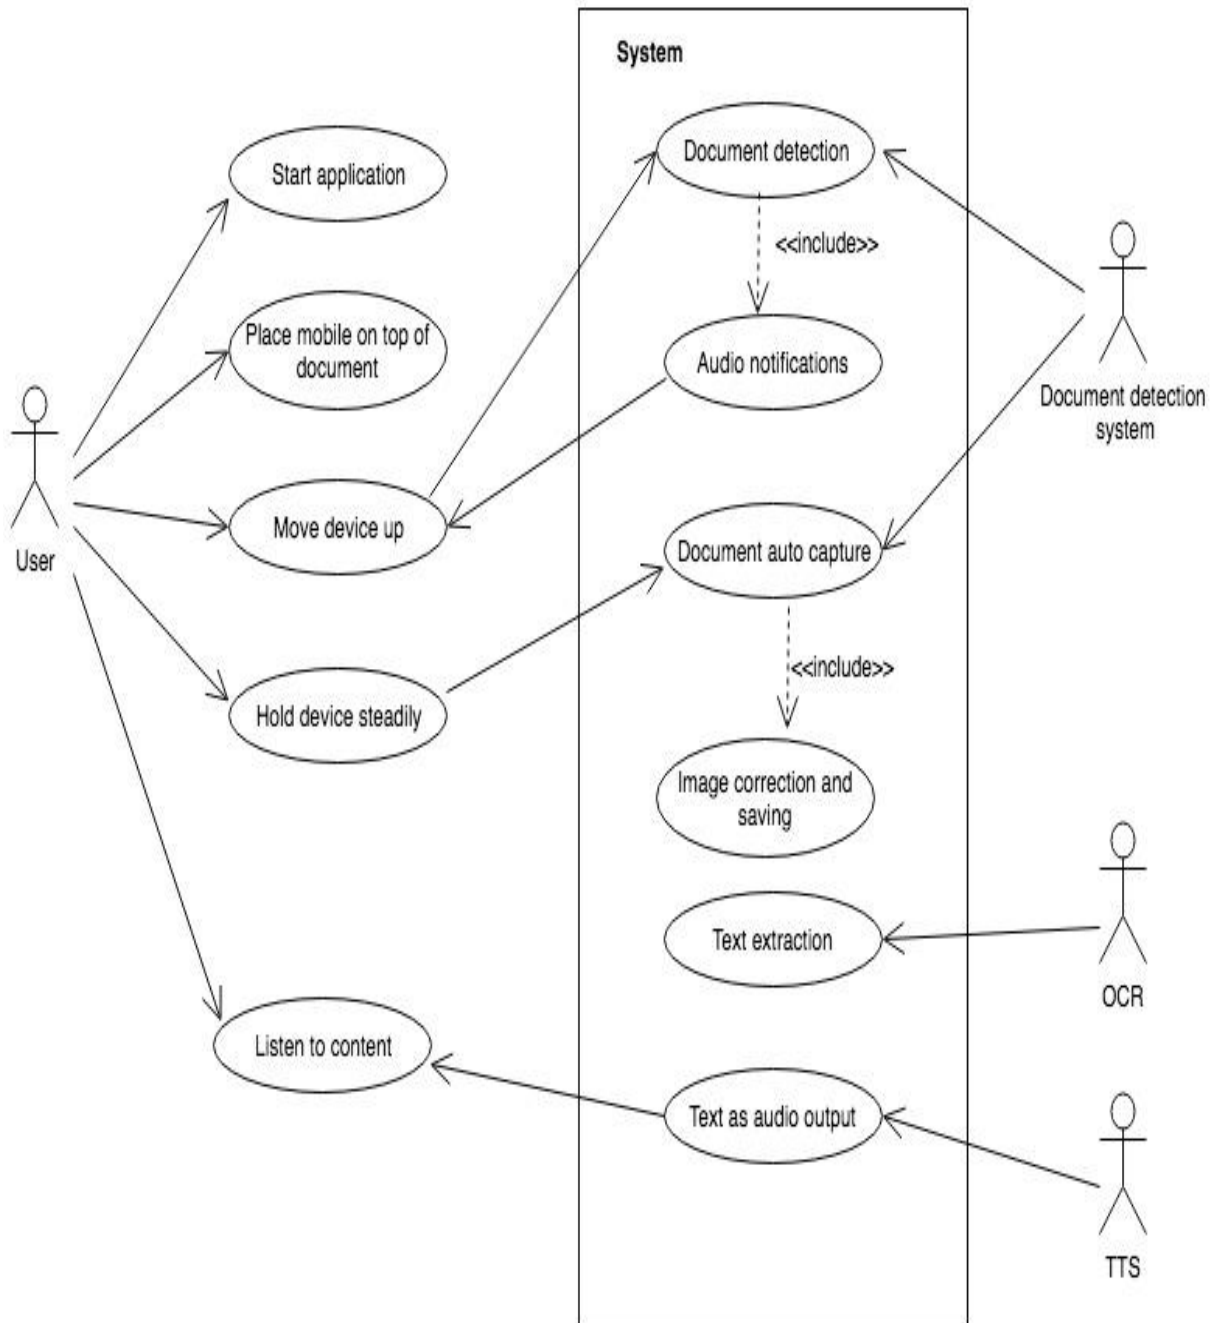 System
Start application
Document detection
<<include>>
Place mobile on top of
document
Audio notifications
Document detection
system
User
Move device up
Document auto capture
<<include>>
Hold device steadily
Image correction and
saving
Text extraction
OCR
Listen to content
Text as audio output
TTS